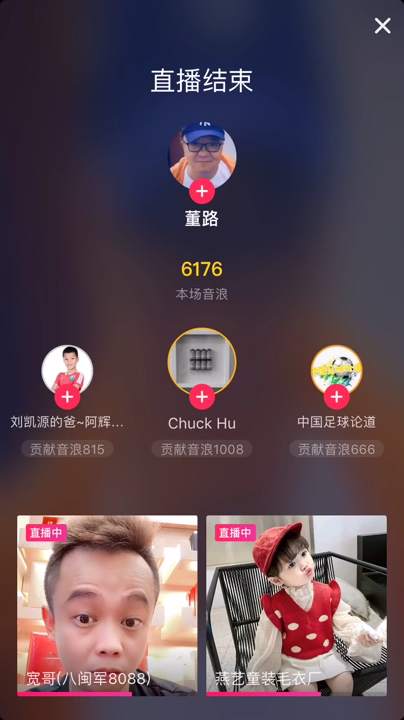 直播结束
董路
6176
本场音浪
刘凯源的爸~阿辉...
Chuck Hu
中国足球论道
贡献音浪815
贡献音浪1008
贡献音浪666
直播中
直播中
宽哥(八闽军8088)
燕艺童装毛衣厂